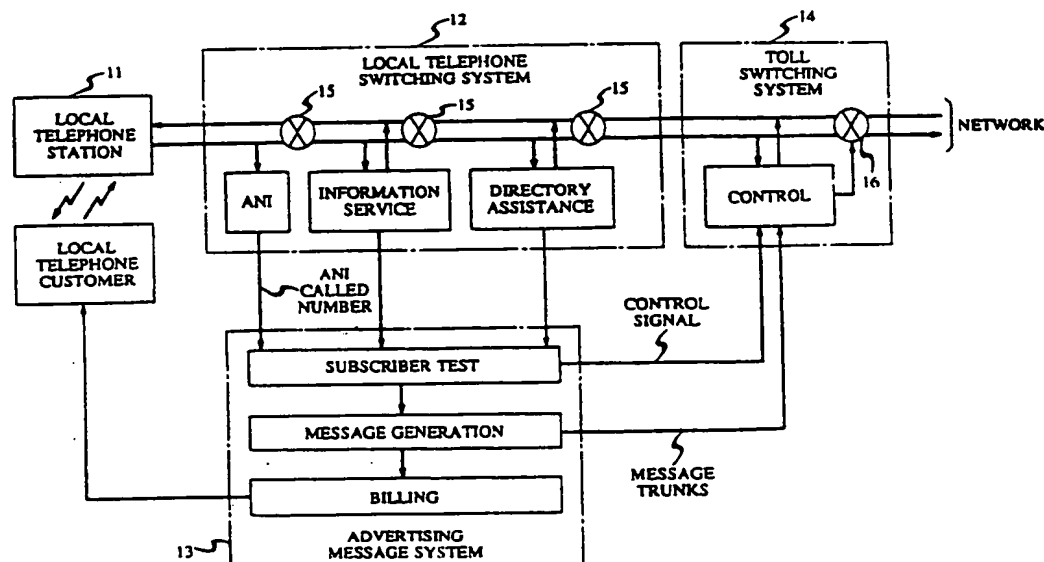 12
14
LOCAL TELEPHONE
SWITCHING SYSTEM
TOLL
SWITCHING
SYSTEM
11
15
15
15
LOCAL
TELEPHONE
STATION
NETWORK
16
ANI
INFORMATION
SERVICE
DIRECTORY
ASSISTANCE
CONTROL
LOCAL
TELEPHONE
CUSTOMER
ANI
CALLED
NUMBER
CONTROL
SIGNAL
SUBSCRIBER TEST
MESSAGE GENERATION
MESSAGE
TRUNKS
BILLING
13
ADVERTISING
MESSAGE SYSTEM